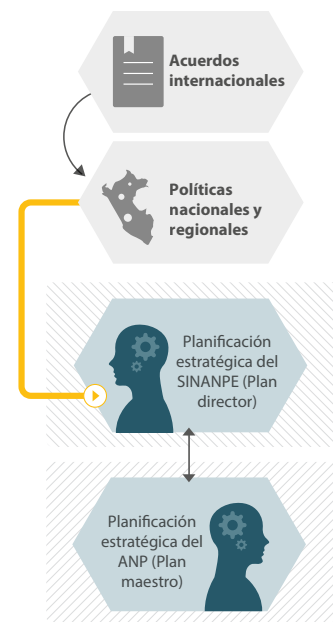 Acuerdos
internacionales
Políticas
nacionales y
regionales
Planificación
estratégica del
SINANPE (Plan
director)
Planificación
estratégica del
ANP (Plan
maestro)